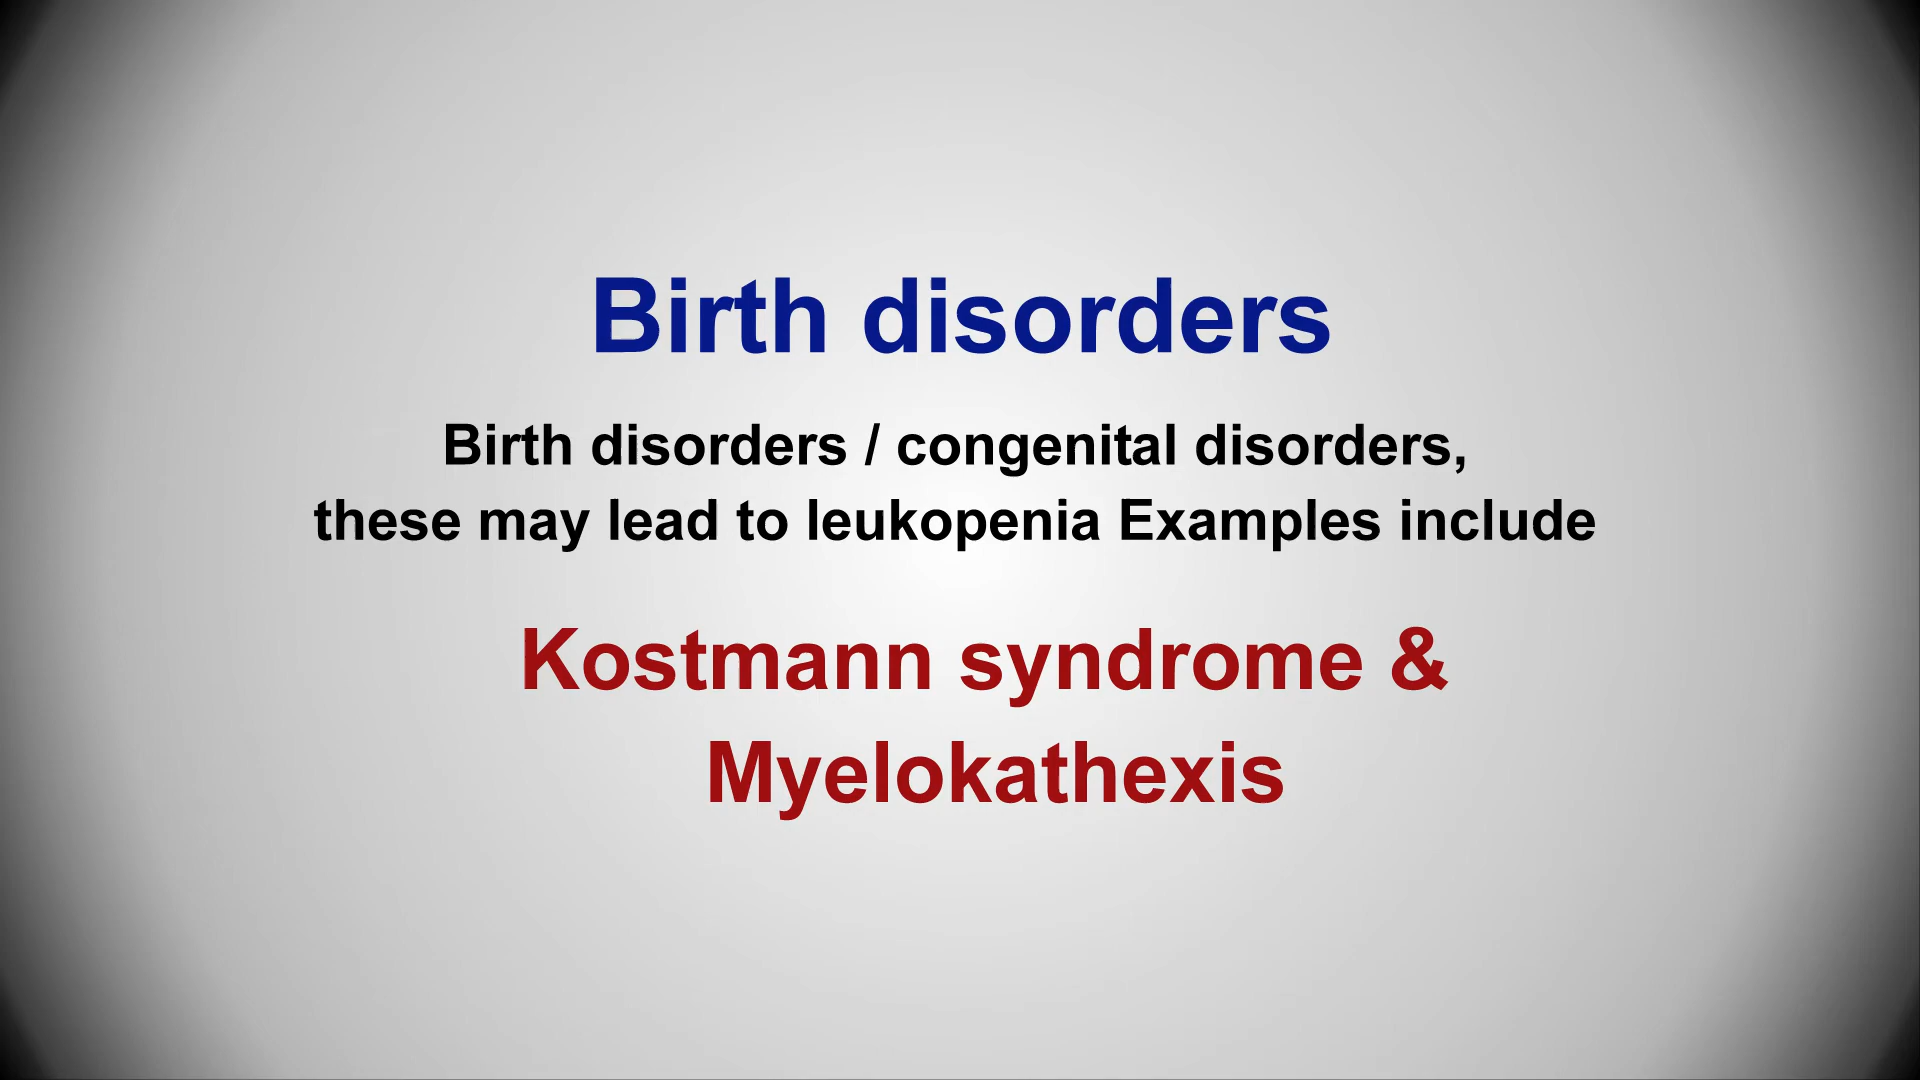 Birth disorders
Birth disorders / congenital disorders,
these may lead to leukopenia Examples include
Kostmann syndrome &
Myelokathexis